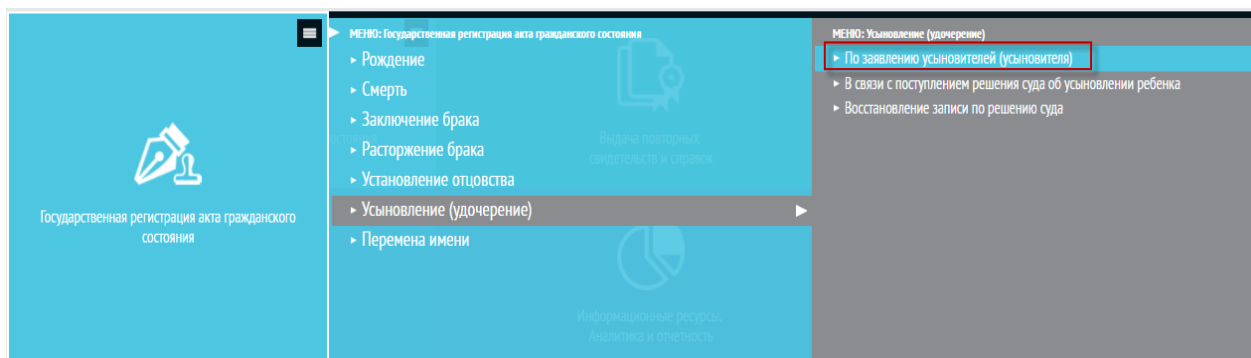 Государственная регистрация акта гражданского
состояния
МЕНЮ: Государственная регистрация акта гражданского состояния
▸ Рождение
▸ Смерть
▸ Заключение брака
▸ Расторжение брака
▸ Установление отцовства
▸ Усыновление (удочерение)
▸ Перемена имени
Выдача повторных
свидетельств и справок
Информационные ресурсы,
Аналитика и отчетность
МЕНЮ: Усыновление (удочерение)
▸ По заявлению усыновителей (усыновителя)
▸ В связи с поступлением решения суда об усыновлении ребенка
▸ Восстановление записи по решению суда